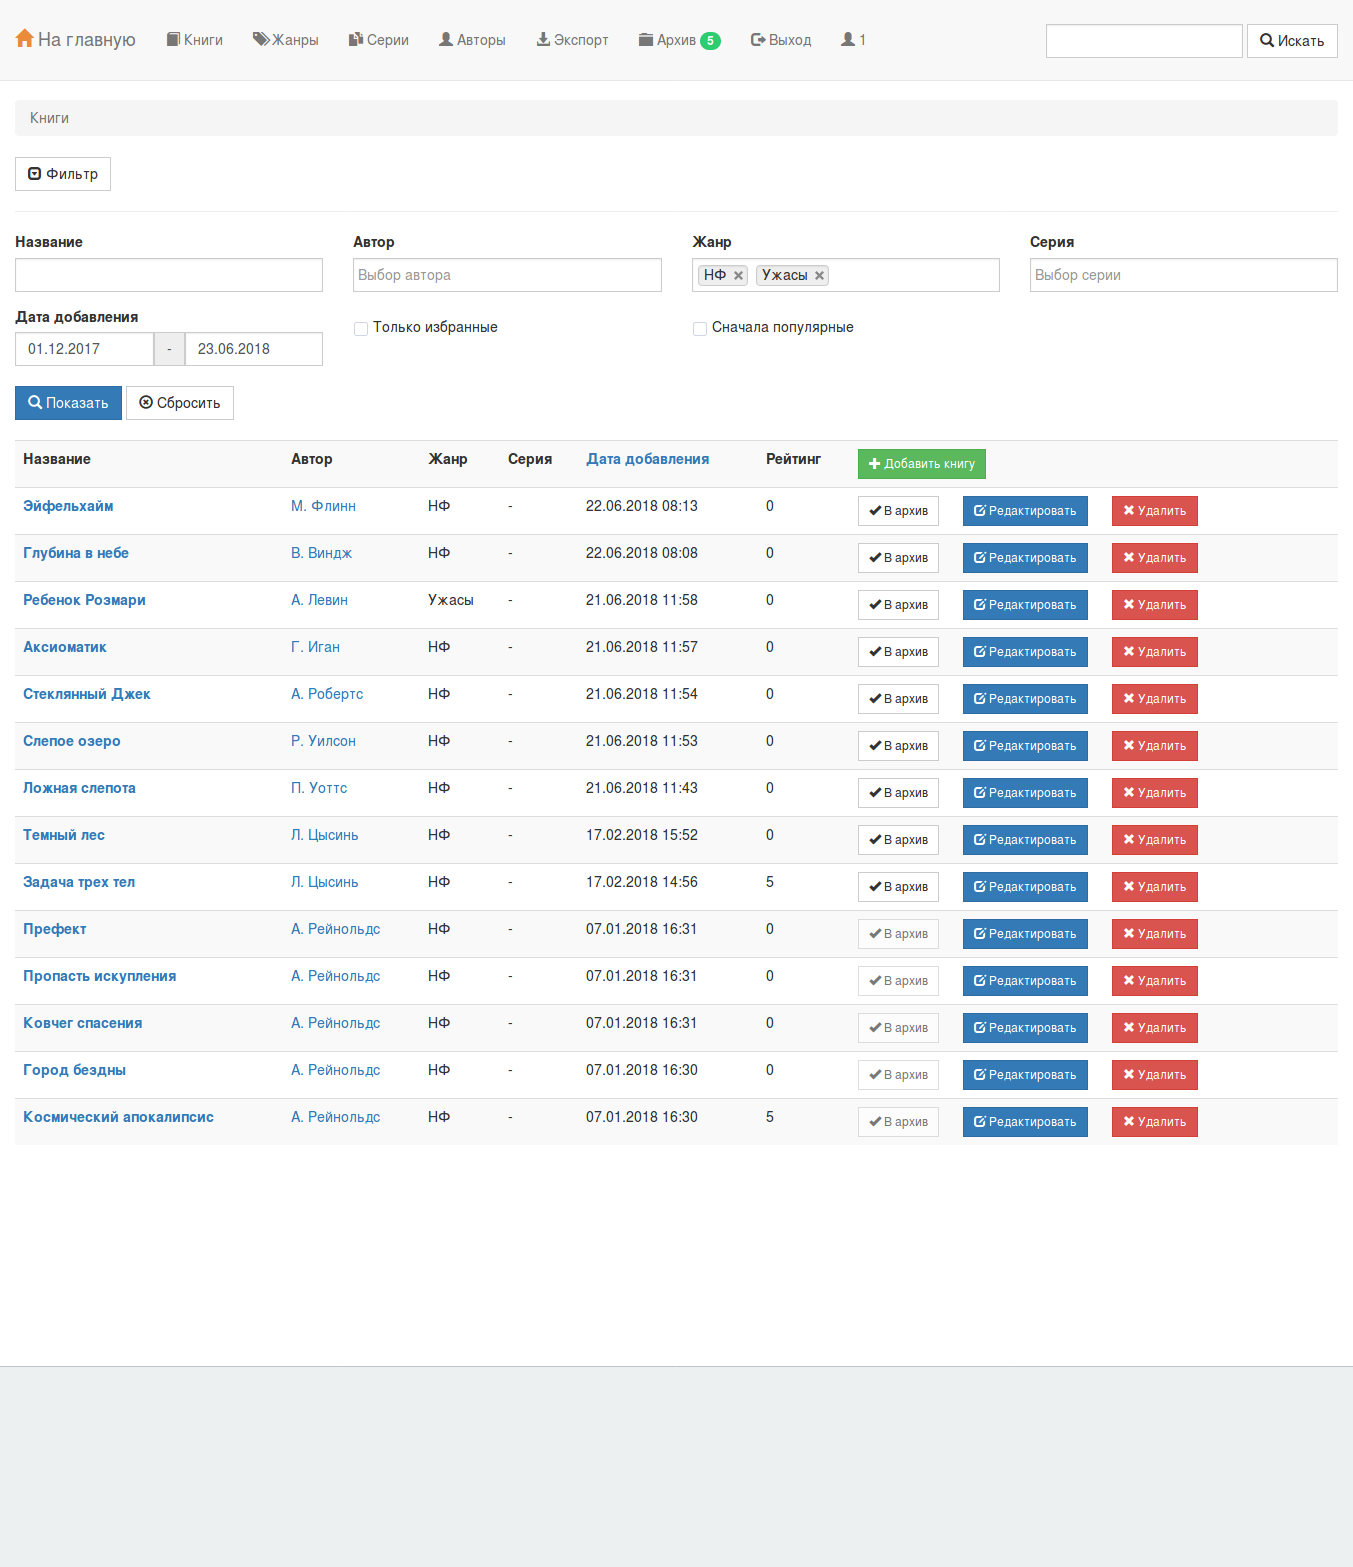 На главную Книги Жанры Серии Авторы Экспорт Архив 5 Выход 1 Искать
Книги
Фильтр
Название Автор Жанр Серия
Выбор автора НФ × Ужасы × Выбор серии
Дата добавления
Только избранные Сначала популярные
01.12.2017 - 23.06.2018
Показать Сбросить
Название Автор Жанр Серия Дата добавления Рейтинг Добавить книгу
Эйфельхайм М. Флинн НФ - 22.06.2018 08:13 0 В архив Редактировать Удалить
Глубина в небе В. Виндж НФ - 22.06.2018 08:08 0 В архив Редактировать Удалить
Ребенок Розмари А. Левин Ужасы - 21.06.2018 11:58 0 В архив Редактировать Удалить
Аксиоматик Г. Иган НФ - 21.06.2018 11:57 0 В архив Редактировать Удалить
Стеклянный Джек А. Робертс НФ - 21.06.2018 11:54 0 В архив Редактировать Удалить
Слепое озеро Р. Уилсон НФ - 21.06.2018 11:53 0 В архив Редактировать Удалить
Ложная слепота П. Уоттс НФ - 21.06.2018 11:43 0 В архив Редактировать Удалить
Темный лес Л. Цысинь НФ - 17.02.2018 15:52 0 В архив Редактировать Удалить
Задача трех тел Л. Цысинь НФ - 17.02.2018 14:56 5 В архив Редактировать Удалить
Префект А. Рейнольдс НФ - 07.01.2018 16:31 0 В архив Редактировать Удалить
Пропасть искупления А. Рейнольдс НФ - 07.01.2018 16:31 0 В архив Редактировать Удалить
Ковчег спасения А. Рейнольдс НФ - 07.01.2018 16:31 0 В архив Редактировать Удалить
Город бездны А. Рейнольдс НФ - 07.01.2018 16:30 0 В архив Редактировать Удалить
Космический апокалипсис А. Рейнольдс НФ - 07.01.2018 16:30 5 В архив Редактировать Удалить